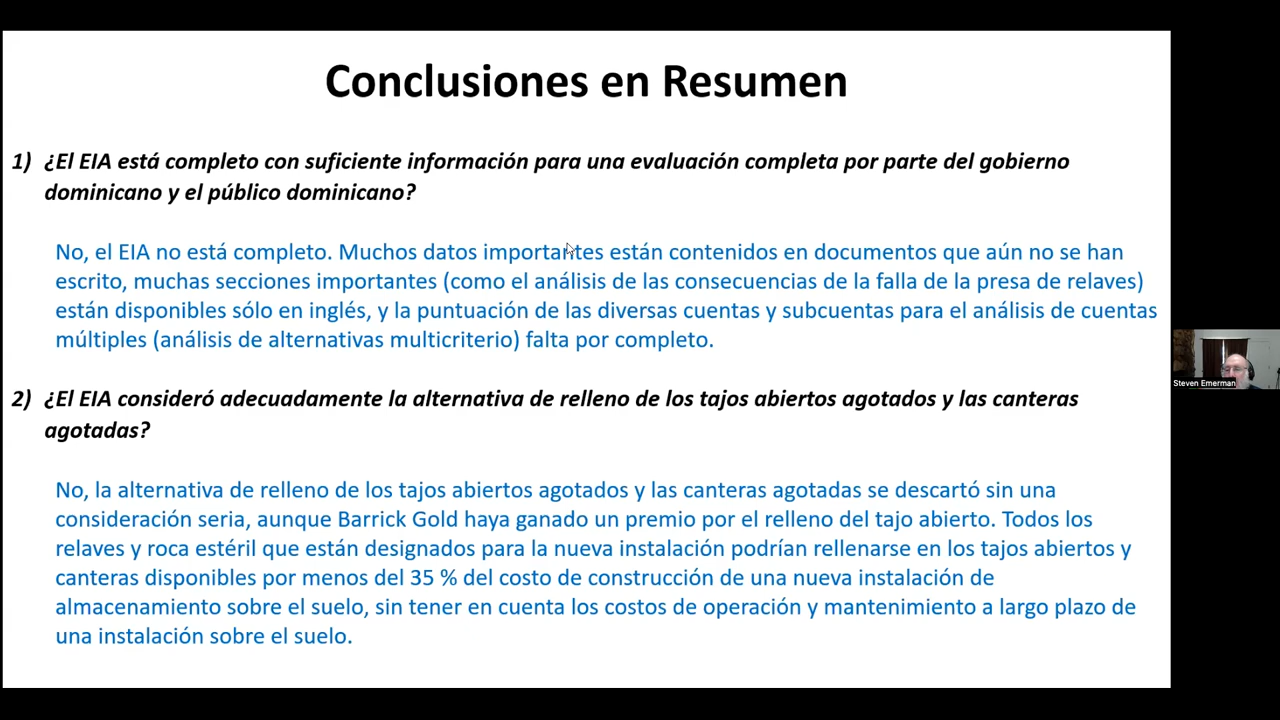 Conclusiones en Resumen
1) ¿El EIA está completo con suficiente información para una evaluación completa por parte del gobierno
dominicano y el público dominicano?
No, el EIA no está completo. Muchos datos importantes están contenidos en documentos que aún no se han
escrito, muchas secciones importantes (como el análisis de las consecuencias de la falla de la presa de relaves)
están disponibles sólo en inglés, y la puntuación de las diversas cuentas y subcuentas para el análisis de cuentas
múltiples (análisis de alternativas multicriterio) falta por completo.
2) ¿El EIA consideró adecuadamente la alternativa de relleno de los tajos abiertos agotados y las canteras
agotadas?
No, la alternativa de relleno de los tajos abiertos agotados y las canteras agotadas se descartó sin una
consideración seria, aunque Barrick Gold haya ganado un premio por el relleno del tajo abierto. Todos los
relaves y roca estéril que están designados para la nueva instalación podrían rellenarse en los tajos abiertos y
canteras disponibles por menos del 35 % del costo de construcción de una nueva instalación de
almacenamiento sobre el suelo, sin tener en cuenta los costos de operación y mantenimiento a largo plazo de
una instalación sobre el suelo.
Steven Emerman